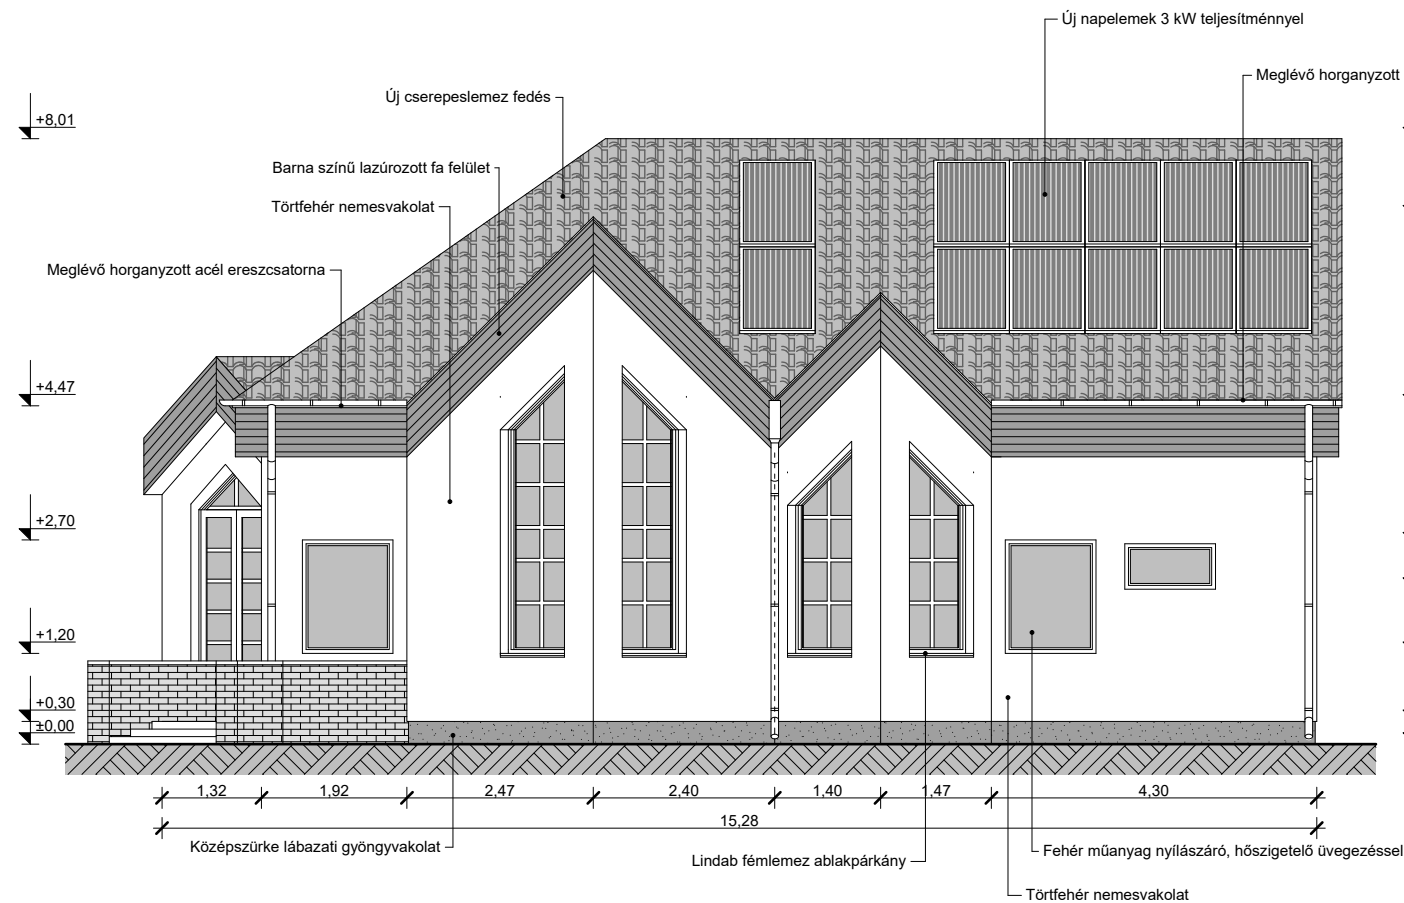 Új napelemek 3 kW teljesítménnyel
Meglévő horganyzott
Új cserepeslemez fedés
+8,01
Barna színű lazúrozott fa felület
Törtfehér nemesvakolat
Meglévő horganyzott acél ereszcsatorna
+4,47
+2,70
+1,20
+0,30
±0,00
1,32
1,92
2,47
2,40
1,40
1,47
4,30
15,28
Középszürke lábazati gyöngyvakolat
Lindab fémlemez ablakpárkány
Fehér műanyag nyílászáró, hőszigetelő üvegezéssel
Törtfehér nemesvakolat